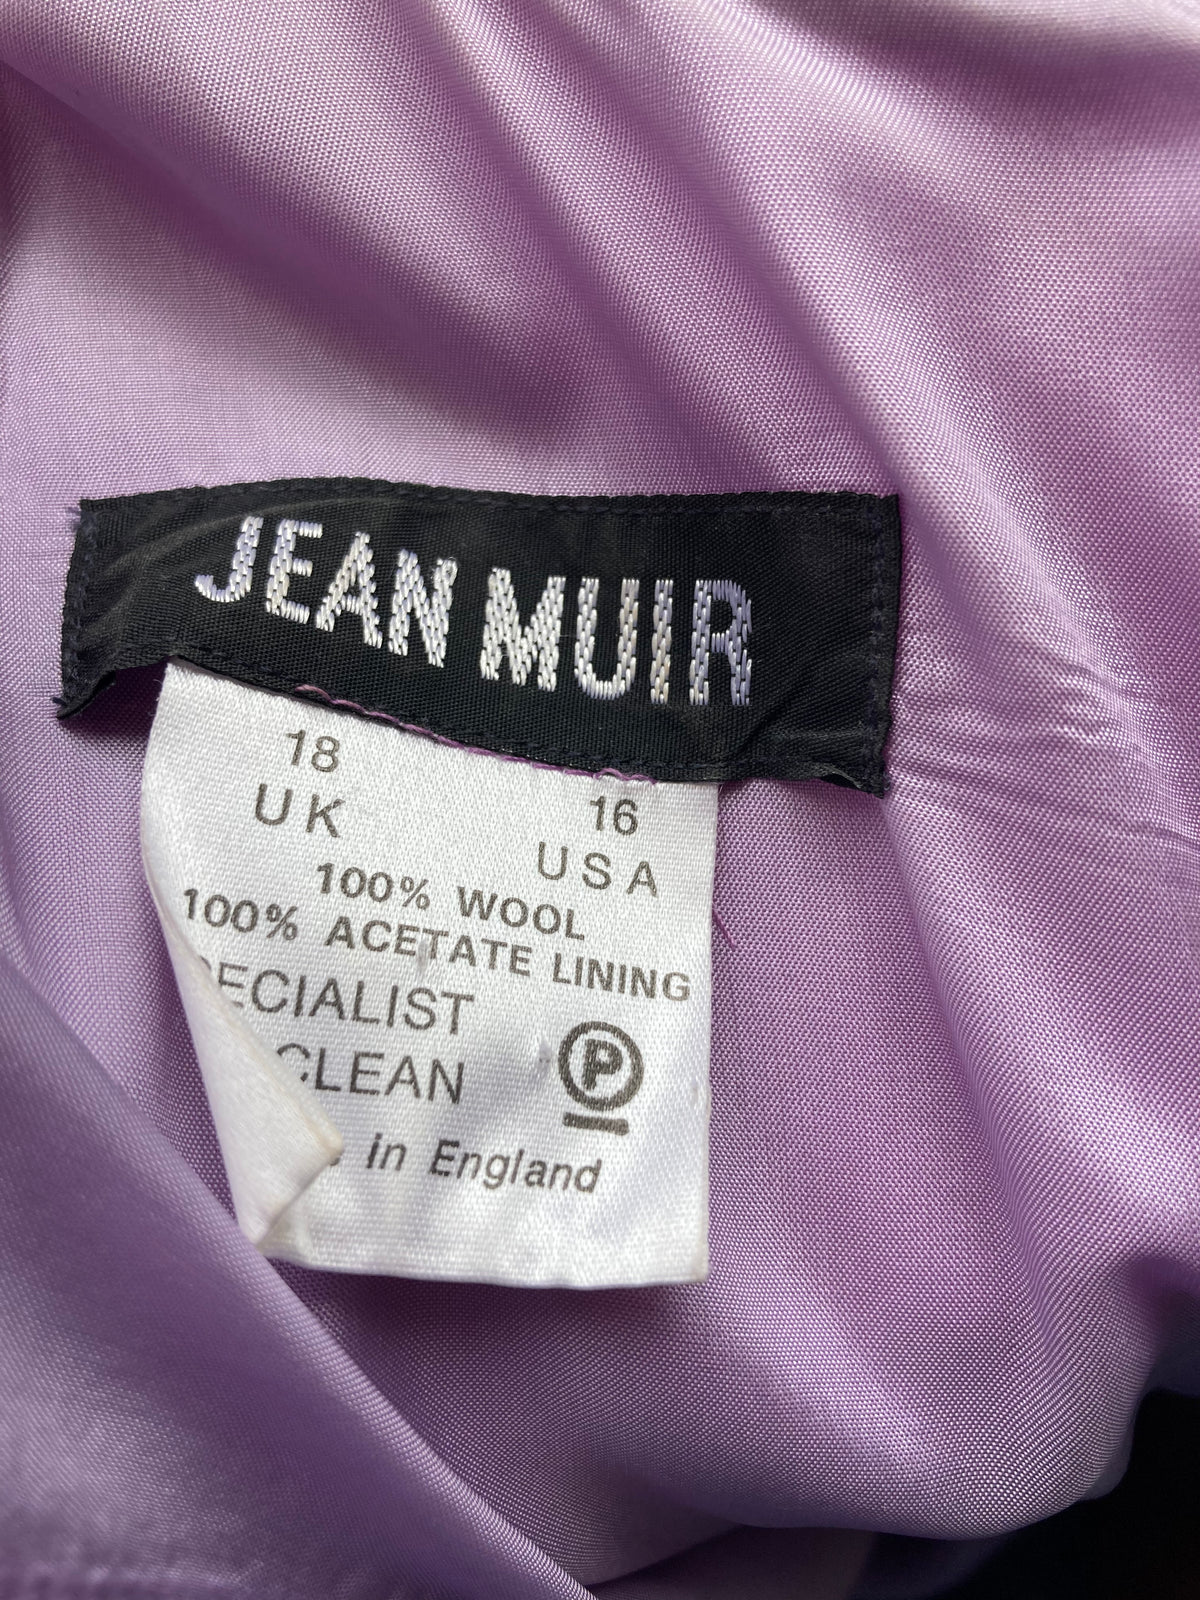 JEAN MUIR
18 16
UK USA
100% WOOL
100% ACETATE LINING
ECIALIST
CLEAN
P
in England